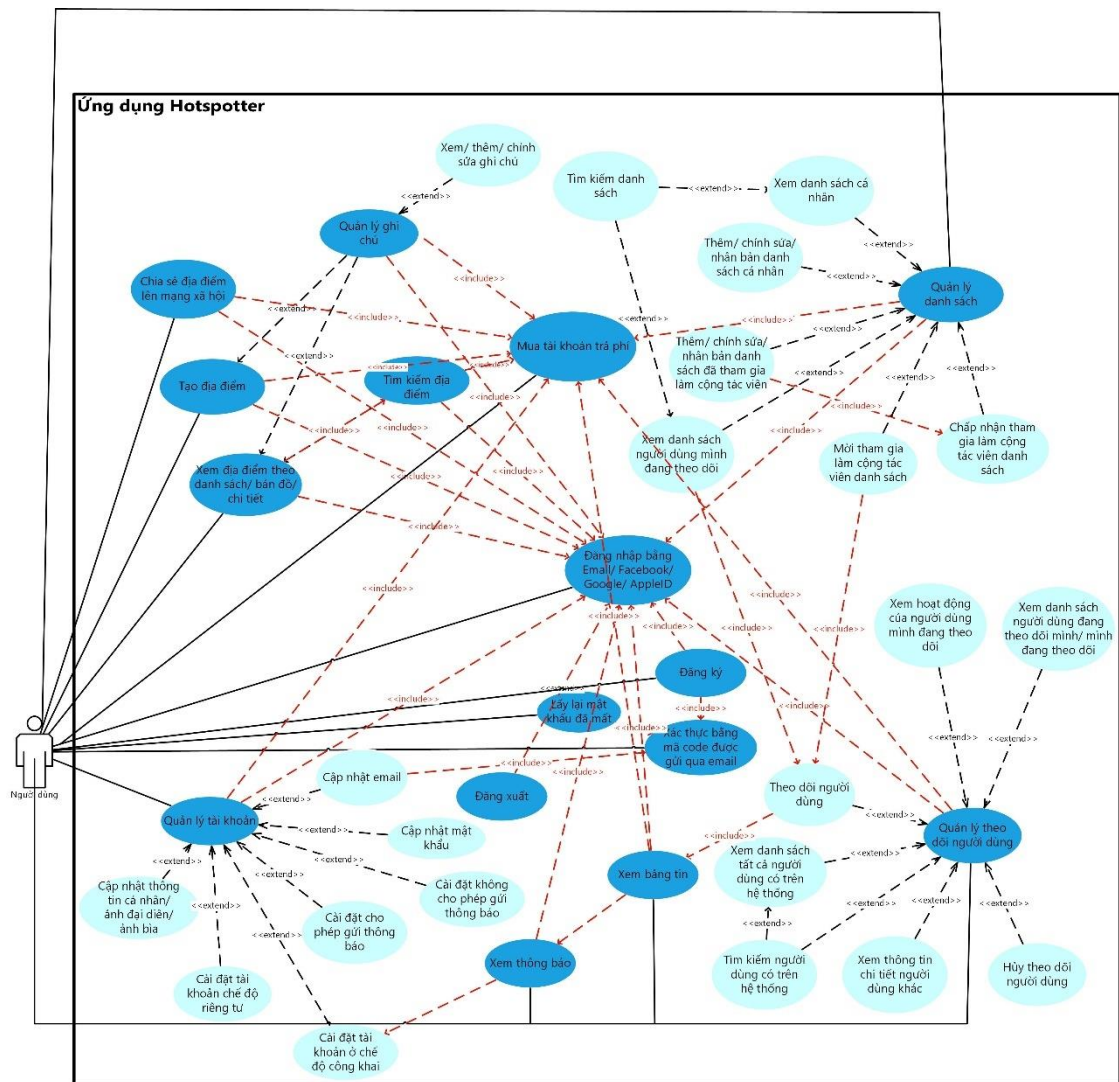 Ứng dụng Hotspotter
Xem/ thêm/ chỉnh
sửa ghi chú
<<extend>>
Tìm kiếm danh
sách
<<extend>>
Xem danh sách cá
nhân
Quản lý ghi
chú
<<extend>>
Thêm/ chỉnh sửa/
nhân bản danh
sách cá nhân
<<extend>>
<<include>>
Chia sẻ địa điểm
lên mạng xã hội
Quản lý
danh sách
<<extend>>
<<include>>
<<extend>>
<<include>>
Mua tài khoản trả phí
<<extend>>
Thêm/ chỉnh sửa/
nhân bản danh
sách đã tham gia
làm cộng tác viên
<<extend>>
<<extend>>
<<include>>
Tạo địa điểm
Tìm kiếm địa
điểm
<<include>>
<<extend>>
<<extend>>
<<include>>
<<include>>
<<include>>
Xem danh sách
người dùng mình
đang theo dõi
Mời tham gia
làm cộng tác
viên danh sách
Chấp nhận tham
gia làm cộng
tác viên danh
sách
Xem địa điểm theo
danh sách/ bản đồ/
chi tiết
<<include>>
Đăng nhập bằng
Email/ Facebook/
Google/ AppleID
<<include>>
<<include>>
<<include>>
<<include>>
Xem hoạt động
của người dùng
mình đang theo
dõi
Xem danh sách
người dùng đang
theo dõi mình/ mình
đang theo dõi
Đăng ký
<<include>>
<<extend>>
Lấy lại mật
khẩu đã mất
<<include>>
<<include>>
<<extend>>
<<extend>>
Xác thực bằng
mã code được
gửi qua email
Người dùng
Cập nhật email
<<include>>
<<include>>
Đăng xuất
Theo dõi người
dùng
<<extend>>
Quản lý tài khoản
<<extend>>
<<extend>>
Cập nhật mật
khẩu
Quản lý theo
dõi người dùng
<<include>>
Xem danh sách
tất cả người
dùng có trên
hệ thống
<<extend>>
<<extend>>
Xem bảng tin
Cập nhật thông
tin cá nhân/
ảnh đại diện/
ảnh bìa
<<extend>>
<<extend>>
<<extend>>
Cài đặt không
cho phép gửi
thông báo
Cài đặt cho
phép gửi thông
báo
<<extend>>
<<extend>>
<<extend>>
<<extend>>
<<extend>>
Xem thông báo
<<include>>
Tìm kiếm người
dùng có trên
hệ thống
Xem thông tin
chi tiết người
dùng khác
Hủy theo dõi
người dùng
Cài đặt tài
khoản chế độ
riêng tư
<<include>>
Cài đặt tài
khoản ở chế
độ công khai